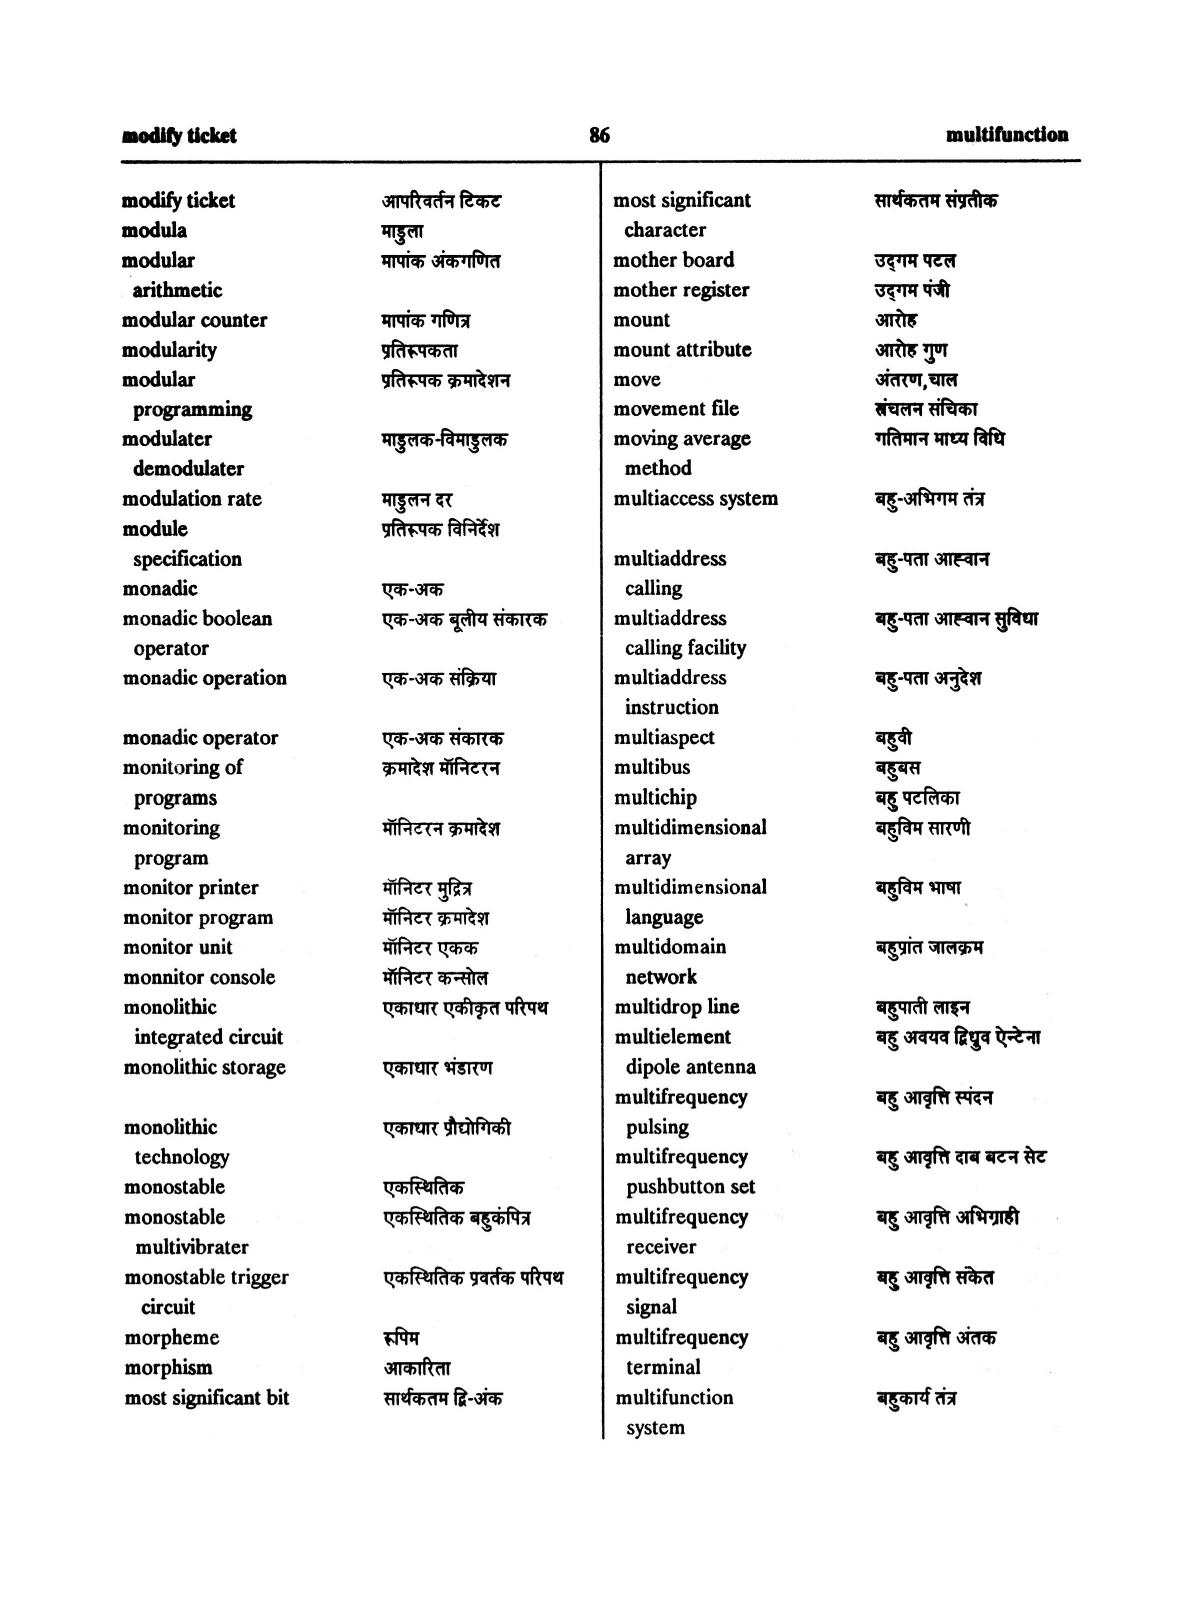 modify ticket 86 multifunction
modify ticket आपरिवर्तन टिकट
modula माडुला
modular मापांक अंकगणित
arithmetic
modular counter मापांक गणित्र
modularity प्रतिरूपकता
modular प्रतिरूपक क्रमादेशन
programming
modulater माडुलक-विमाडुलक
demodulater
modulation rate माडुलन दर
module प्रतिरूपक विनिर्देश
specification
monadic एक-अक
monadic boolean एक-अक बूलीय संकारक
operator
monadic operation एक-अक संक्रिया
monadic operator एक-अक संकारक
monitoring of क्रमादेश मॉनिटरन
programs
monitoring मॉनिटरन क्रमादेश
program
monitor printer मॉनिटर मुद्रित्र
monitor program मॉनिटर क्रमादेश
monitor unit मॉनिटर एकक
monnitor console मॉनिटर कन्सोल
monolithic एकाधार एकीकृत परिपथ
integrated circuit
monolithic storage एकाधार भंडारण
monolithic एकाधार प्रौद्योगिकी
technology
monostable एकस्थितिक
monostable एकस्थितिक बहुकंपित्र
multivibrater
monostable trigger एकस्थितिक प्रवर्तक परिपथ
circuit
morpheme रूपिम
morphism आकारिता
most significant bit सार्थकतम द्वि-अंक
most significant सार्थकतम संप्रतीक
character
mother board उद्गम पटल
mother register उद्गम पंजी
mount आरोह
mount attribute आरोह गुण
move अंतरण,चाल
movement file संचलन संचिका
moving average गतिमान माध्य विधि
method
multiaccess system बहु-अभिगम तंत्र
multiaddress बहु-पता आह्वान
calling
multiaddress बहु-पता आह्वान सुविधा
calling facility
multiaddress बहु-पता अनुदेश
instruction
multiaspect बहुवी
multibus बहुबस
multichip बहु पटलिका
multidimensional बहुविम सारणी
array
multidimensional बहुविम भाषा
language
multidomain बहुप्रांत जालक्रम
network
multidrop line बहुपाती लाइन
multielement बहु अवयव द्विध्रुव ऐन्टेना
dipole antenna
multifrequency बहु आवृत्ति स्पंदन
pulsing
multifrequency बहु आवृत्ति दाब बटन सेट
pushbutton set
multifrequency बहु आवृत्ति अभिग्राही
receiver
multifrequency बहु आवृत्ति संकेत
signal
multifrequency बहु आवृत्ति अंतक
terminal
multifunction बहुकार्य तंत्र
system